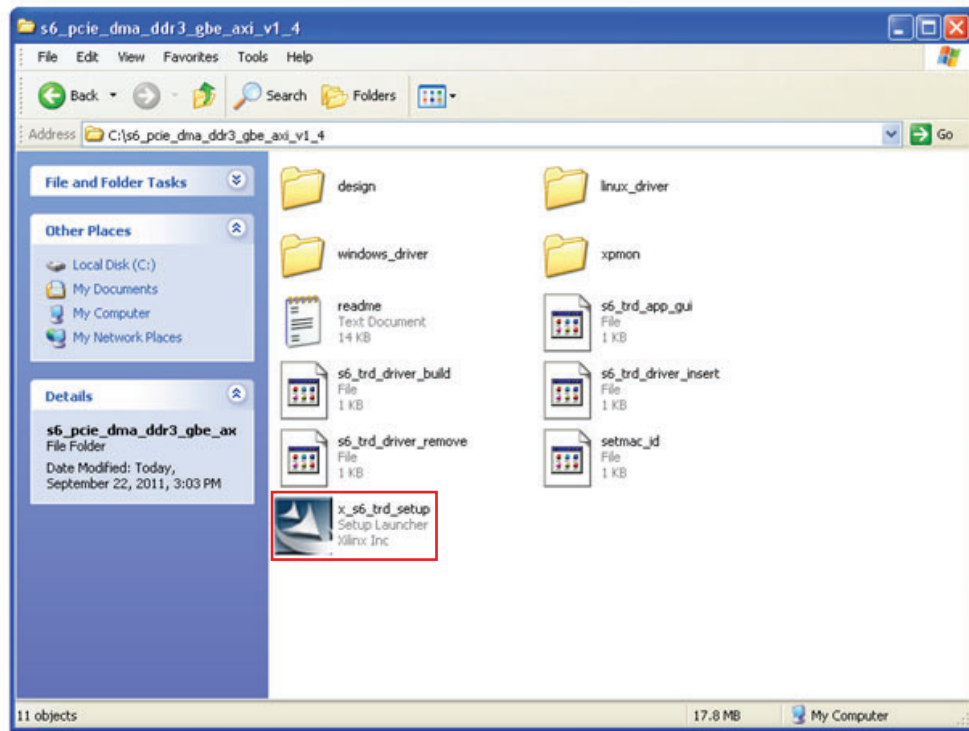 s6_pcie_dma_ddr3_gbe_axi_v1_4
File Edit View Favorites Tools Help
Back Search Folders
Address C:\s6_pcie_dma_ddr3_gbe_axi_v1_4 Go
File and Folder Tasks
Other Places
Local Disk (C:)
My Documents
My Computer
My Network Places
Details
s6_pcie_dma_ddr3_gbe_ax
File Folder
Date Modified: Today,
September 22, 2011, 3:03 PM
design
linux_driver
windows_driver
xpmon
readme
Text Document
14 KB
s6_trd_app_gui
File
1 KB
s6_trd_driver_build
File
1 KB
s6_trd_driver_insert
File
1 KB
s6_trd_driver_remove
File
1 KB
setmac_id
File
1 KB
x_s6_trd_setup
Setup Launcher
Xilinx Inc
11 objects 17.8 MB My Computer